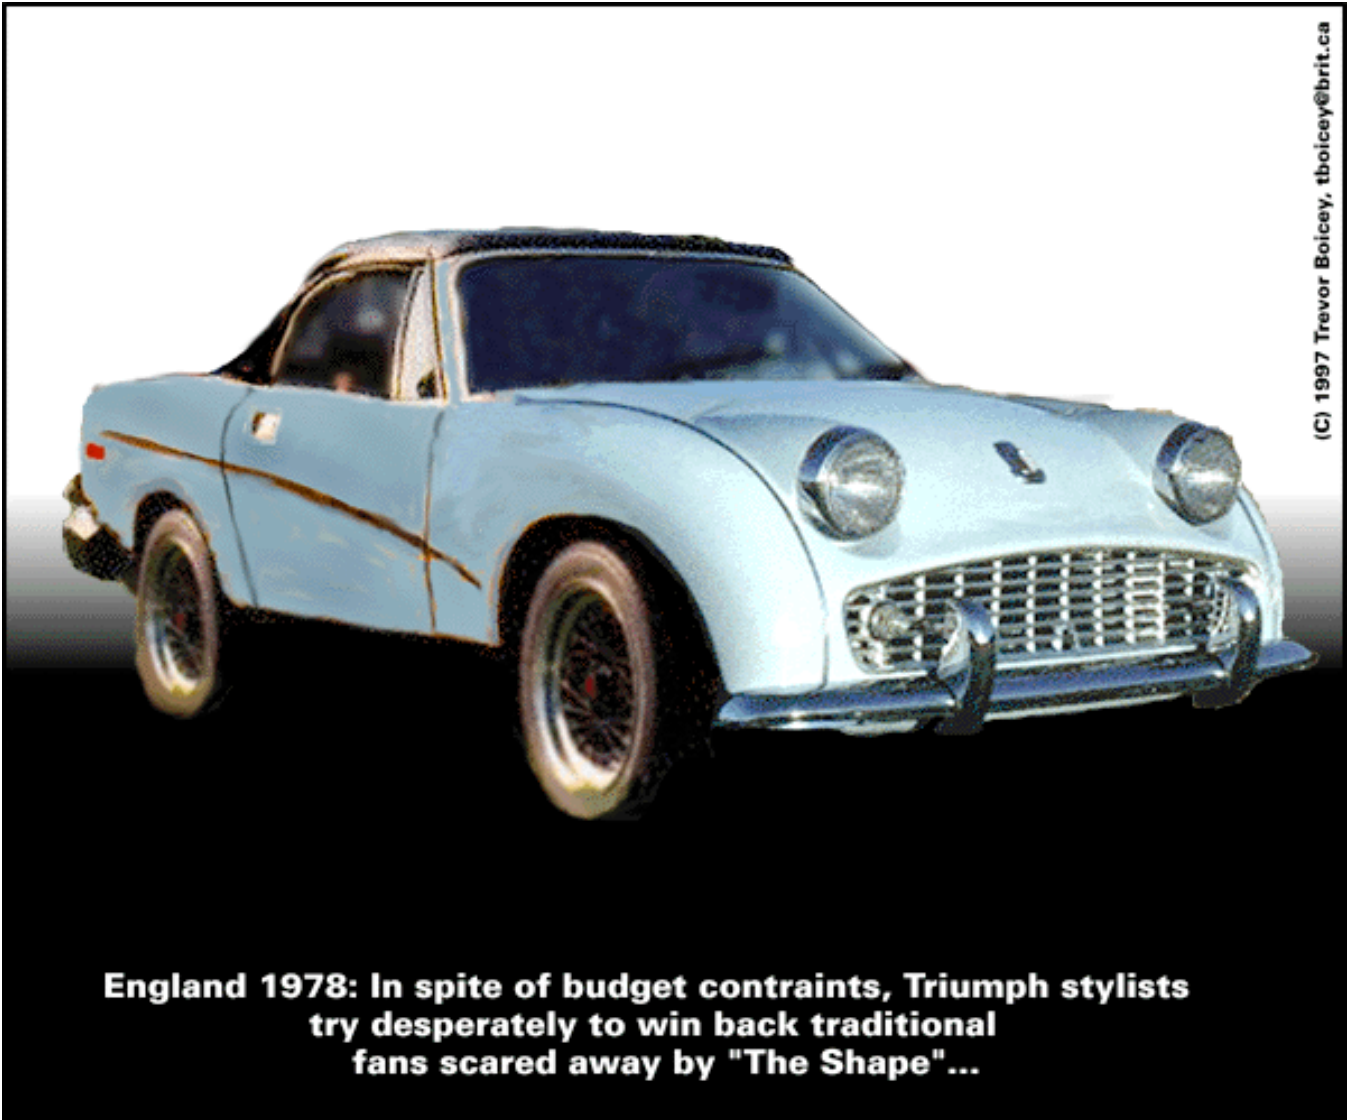 (C) 1997 Trevor Boicey, tboicey@brit.ca
England 1978: In spite of budget contraints, Triumph stylists
try desperately to win back traditional
fans scared away by "The Shape"...